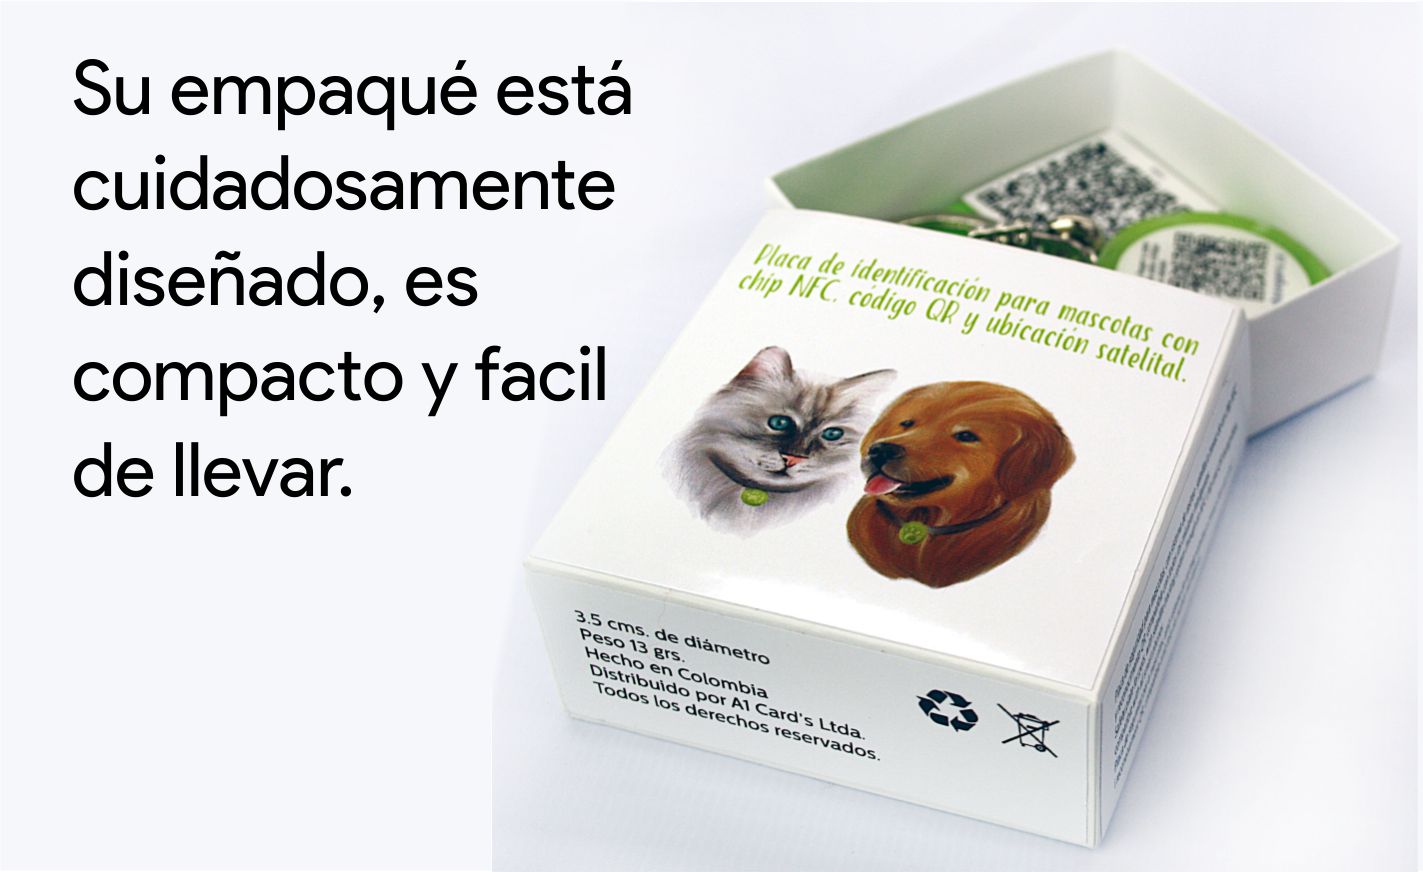 Su empaqué está
cuidadosamente
diseñado, es
compacto y facil
de llevar.
Placa de identificación para mascotas con
chip NFC, código QR y ubicación satelital.
3.5 cms. de diámetro
Peso 13 grs.
Hecho en Colombia
Distribuido por A1 Card's Ltda.
Todos los derechos reservados.